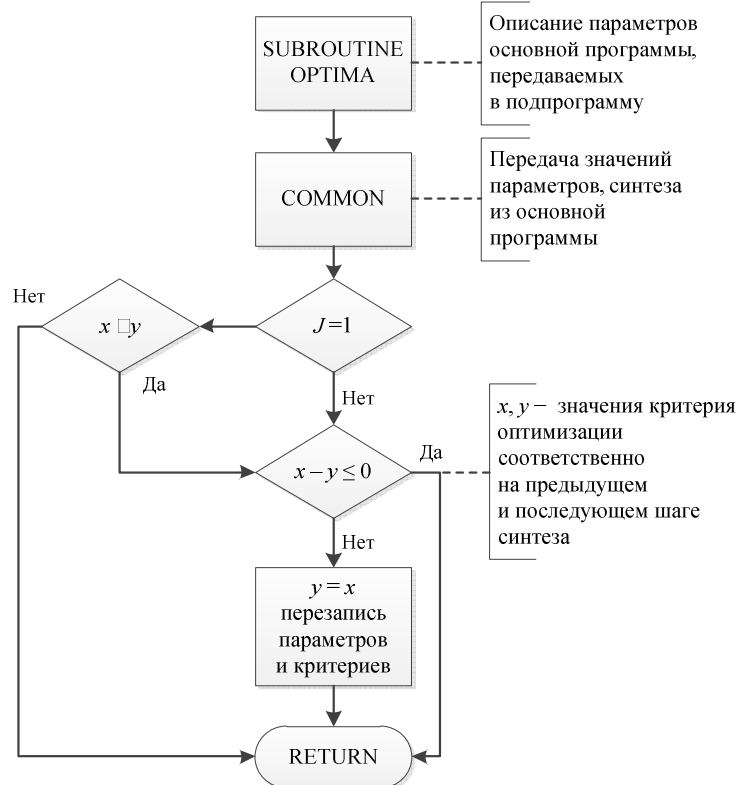 SUBROUTINE
OPTIMA
Описание параметров
основной программы,
передаваемых
в подпрограмму
COMMON
Передача значений
параметров, синтеза
из основной
программы
Нет
x □y
J=1
Да
Нет
x, y − значения критерия
оптимизации
соответственно
на предыдущем
и последующем шаге
синтеза
x − y ≤ 0
Да
Нет
y = x
перезапись
параметров
и критериев
RETURN